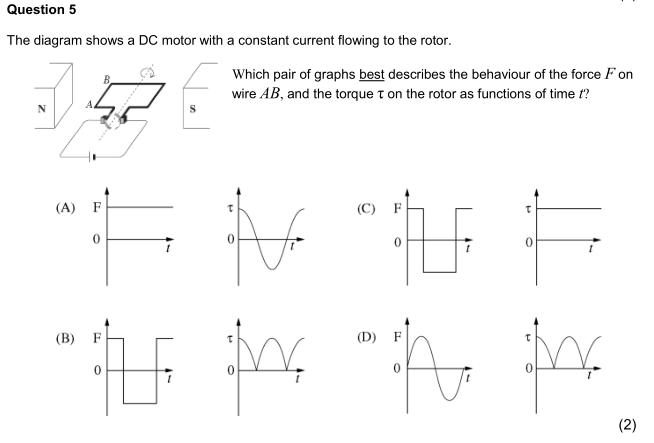 Question 5
The diagram shows a DC motor with a constant current flowing to the rotor.
Which pair of graphs best describes the behaviour of the force F on
wire AB, and the torque τ on the rotor as functions of time t?
N
B
A
S
(A) F 0 t τ 0 t
(C) F 0 t τ 0 t
(B) F 0 t τ 0 t
(D) F 0 t τ 0 t
(2)